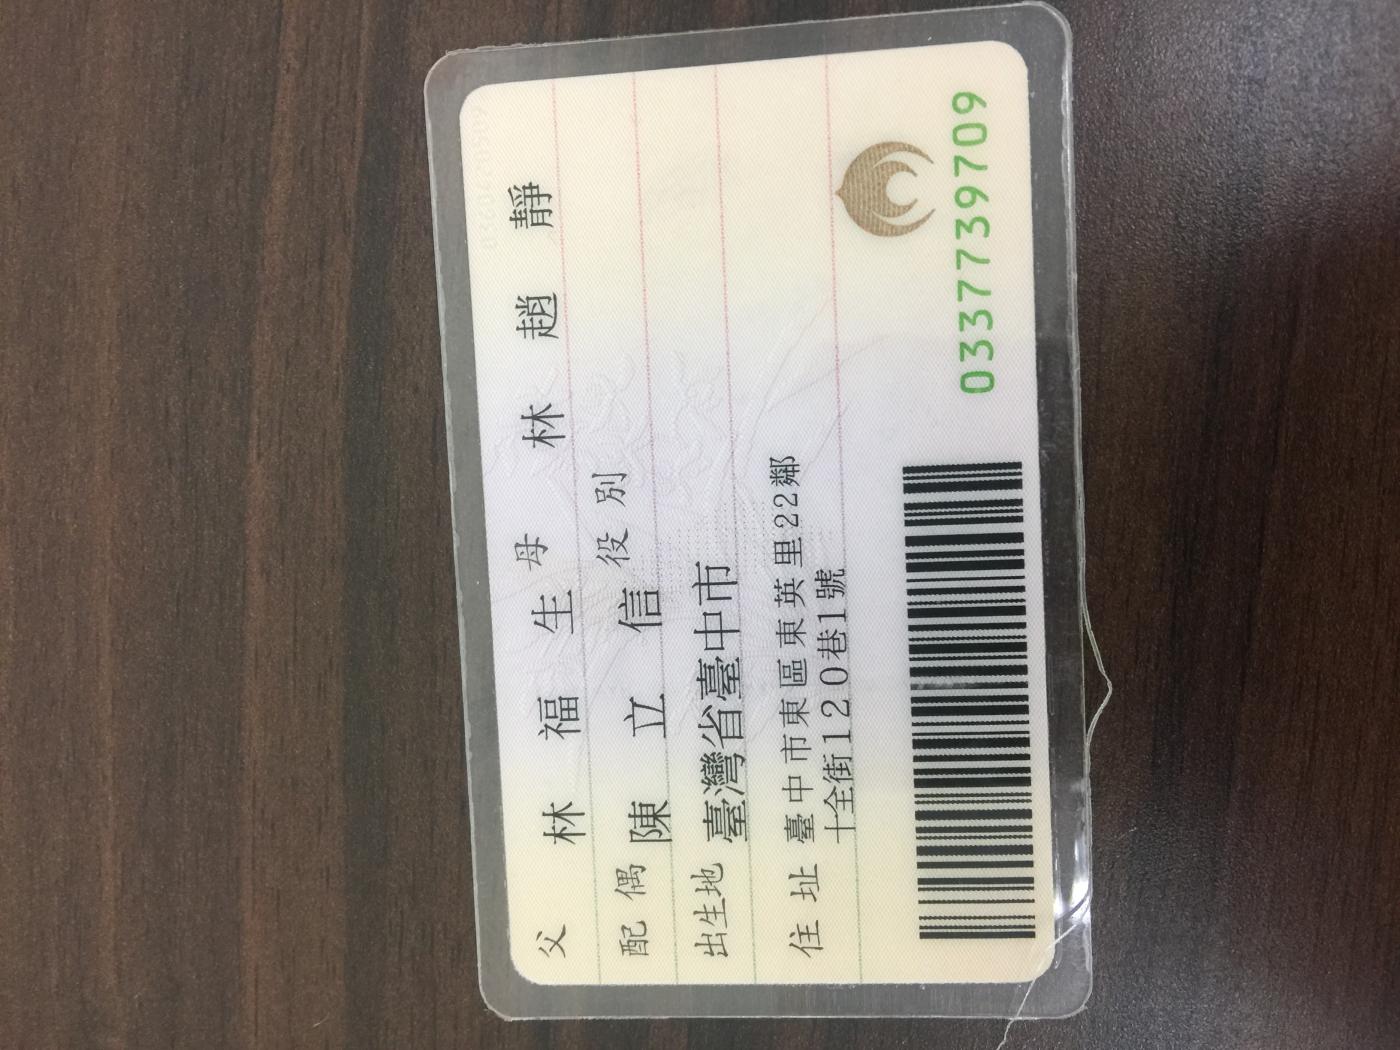 父 林福生 母 林趙靜
配偶 陳立信 役別
出生地 臺灣省臺中市
住址 臺中市東區東英里22鄰
十全街120巷1號
0337739709